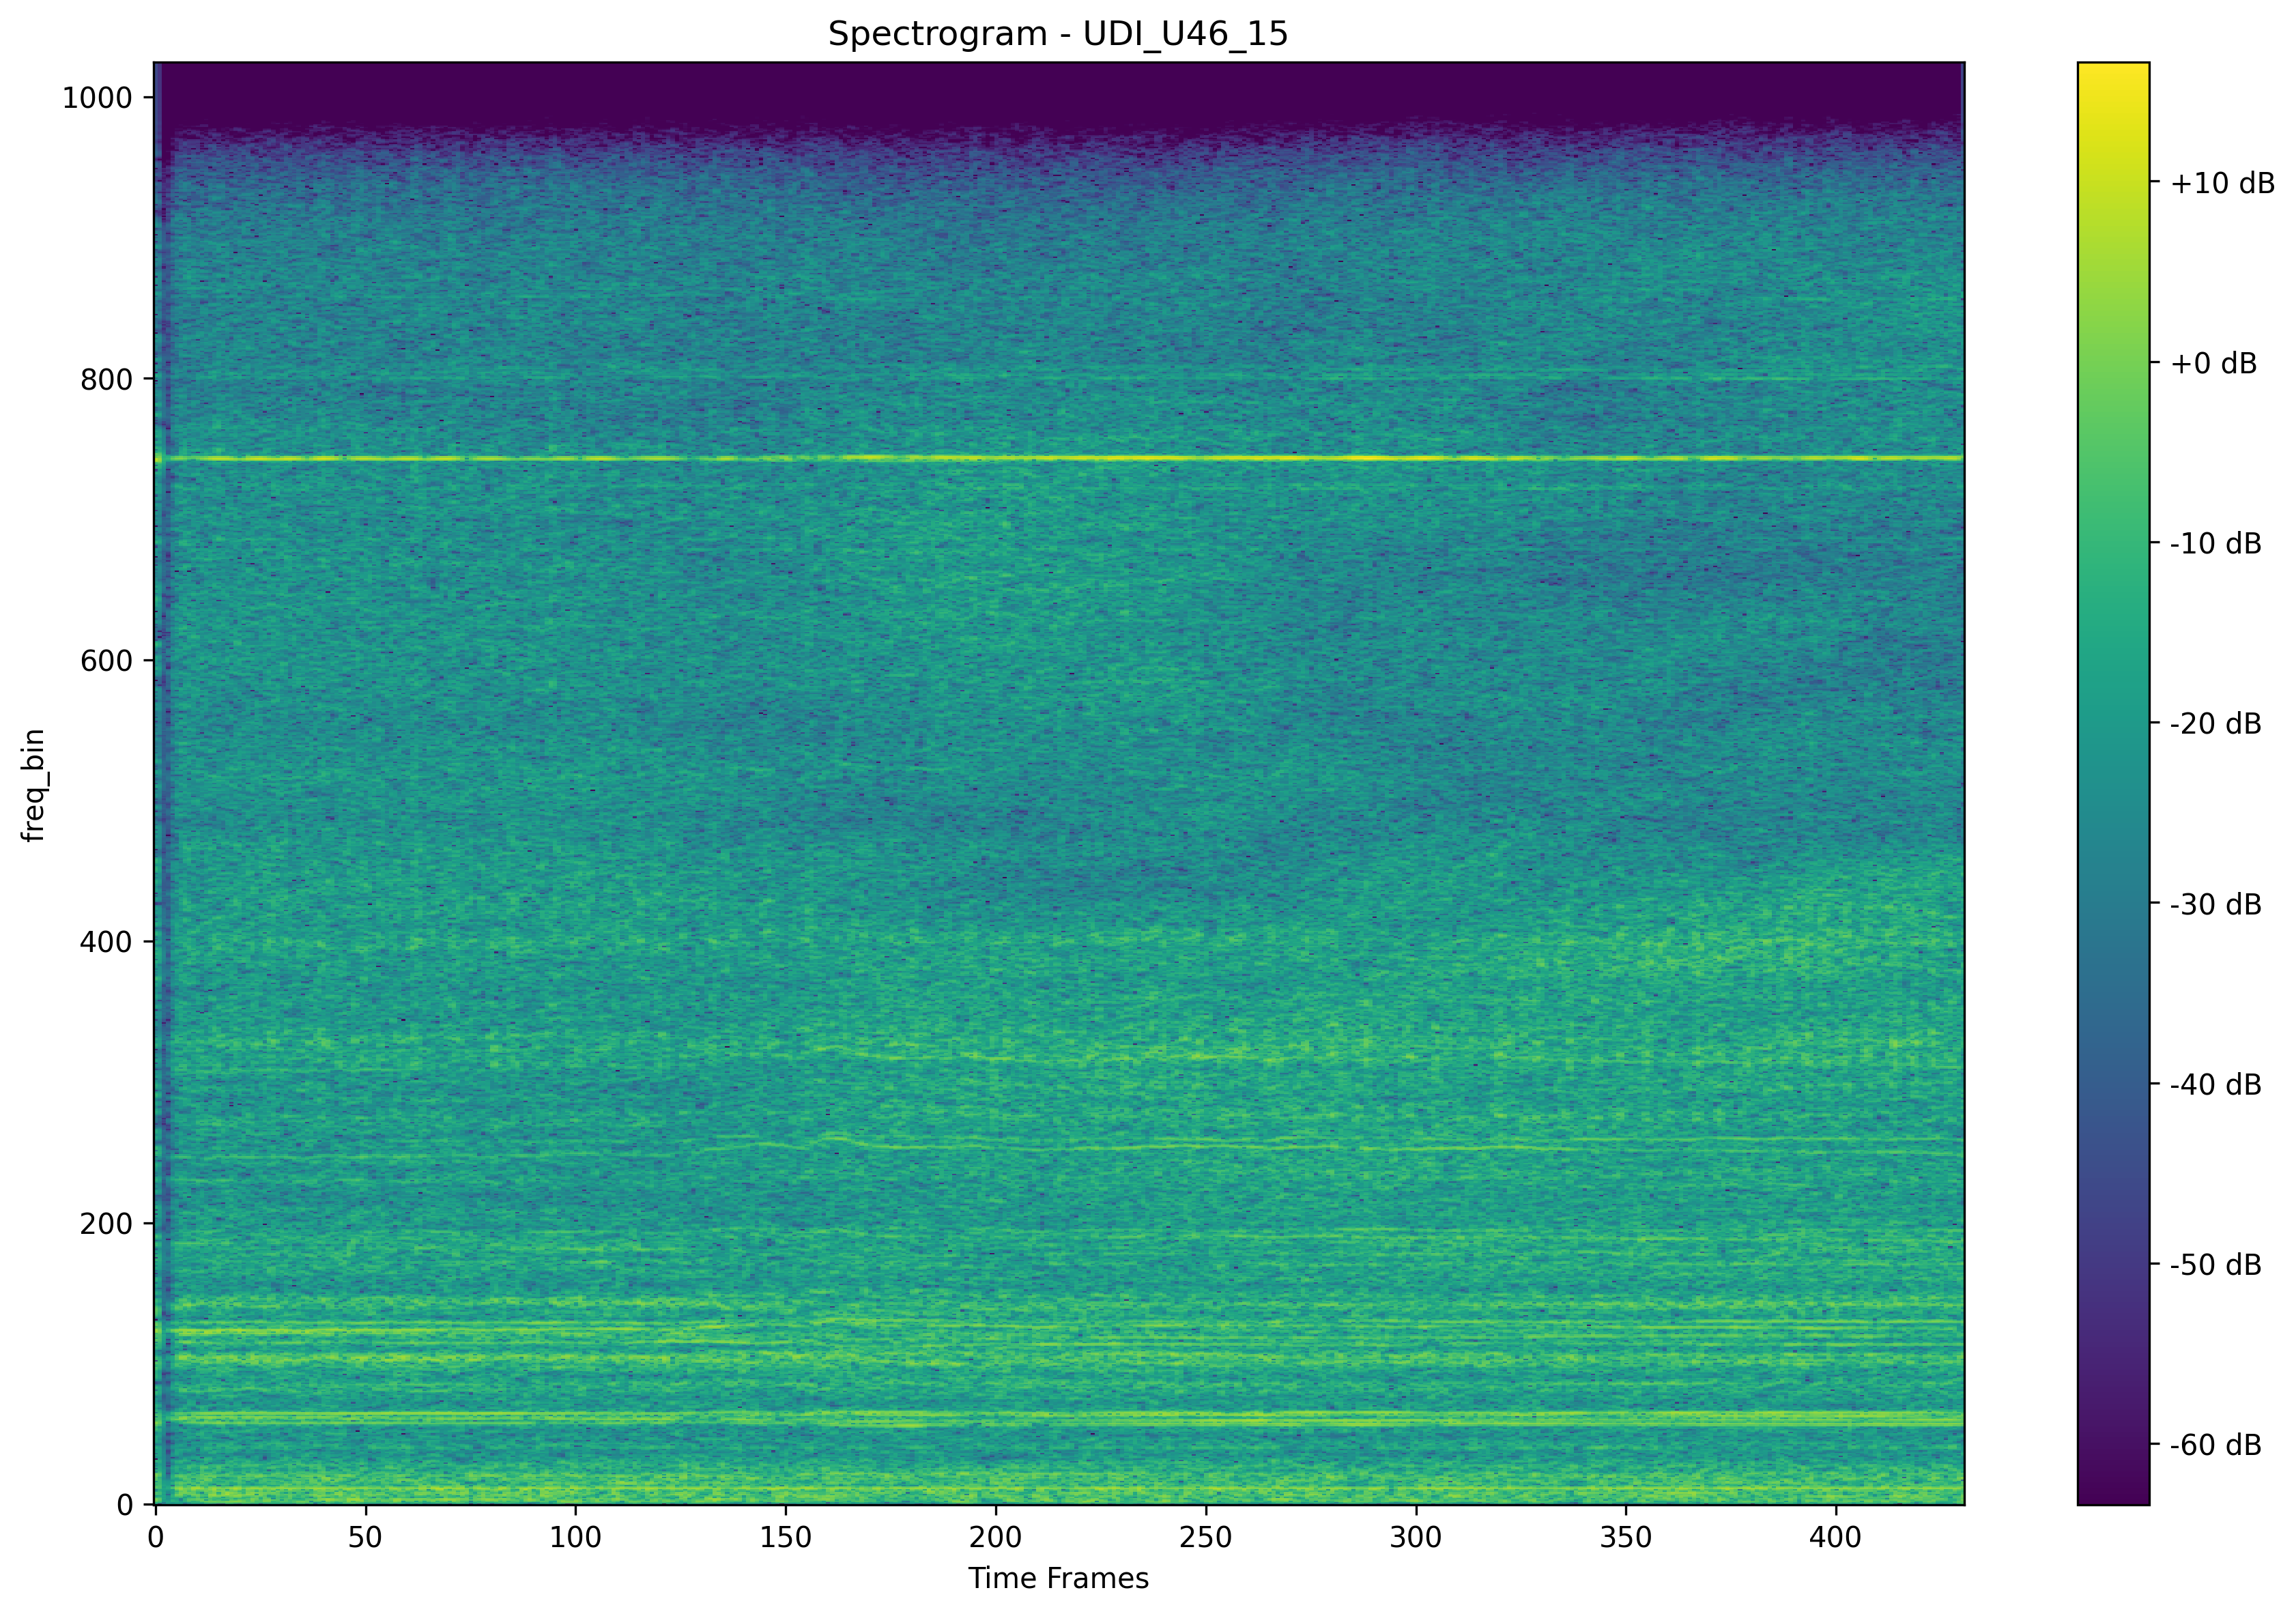 Spectrogram - UDI_U46_15
1000
800
600
400
200
0
freq_bin
0 50 100 150 200 250 300 350 400
Time Frames
+10 dB
+0 dB
-10 dB
-20 dB
-30 dB
-40 dB
-50 dB
-60 dB